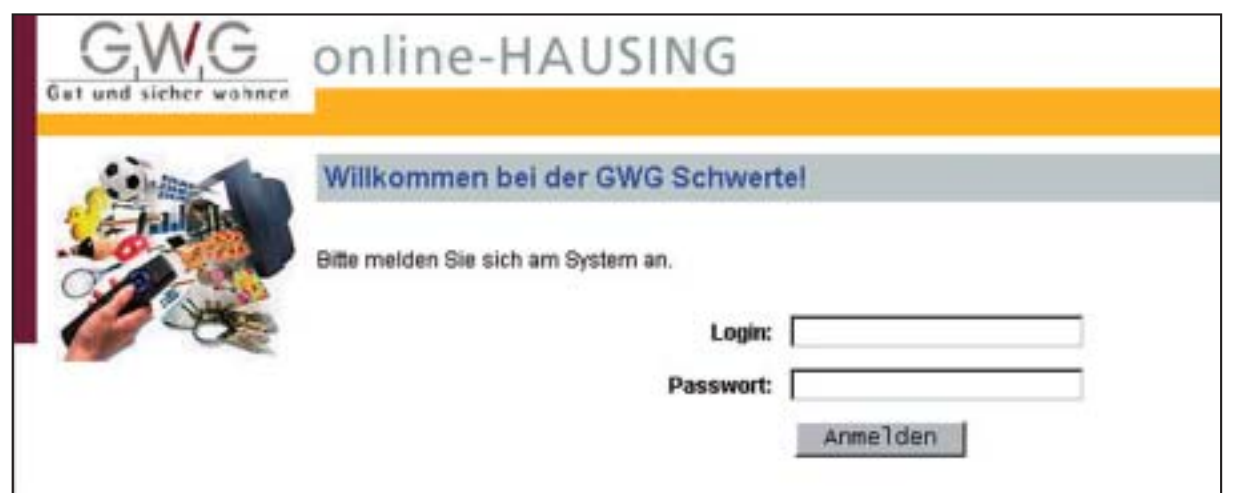 GWG
Gut und sicher wohnen
online-HAUSING
Willkommen bei der GWG Schwerte!
Bitte melden Sie sich am System an.
Login:
Passwort:
Anmelden